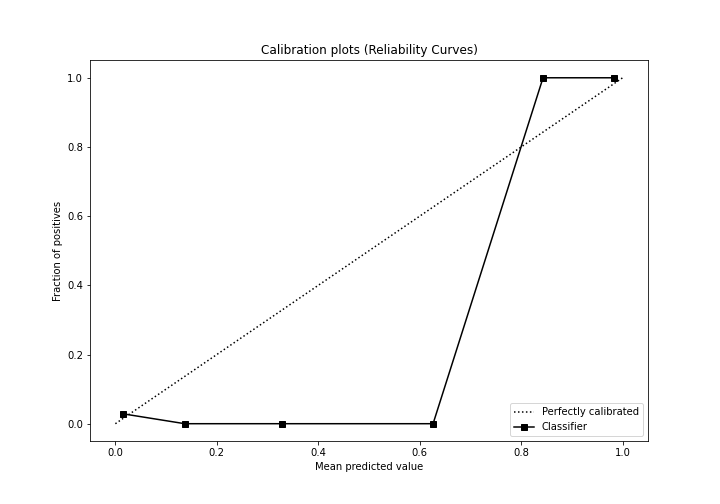 Calibration plots (Reliability Curves)
1.0
0.8
0.6
0.4
0.2
0.0
Fraction of positives
0.0 0.2 0.4 0.6 0.8 1.0
Mean predicted value
Perfectly calibrated
Classifier